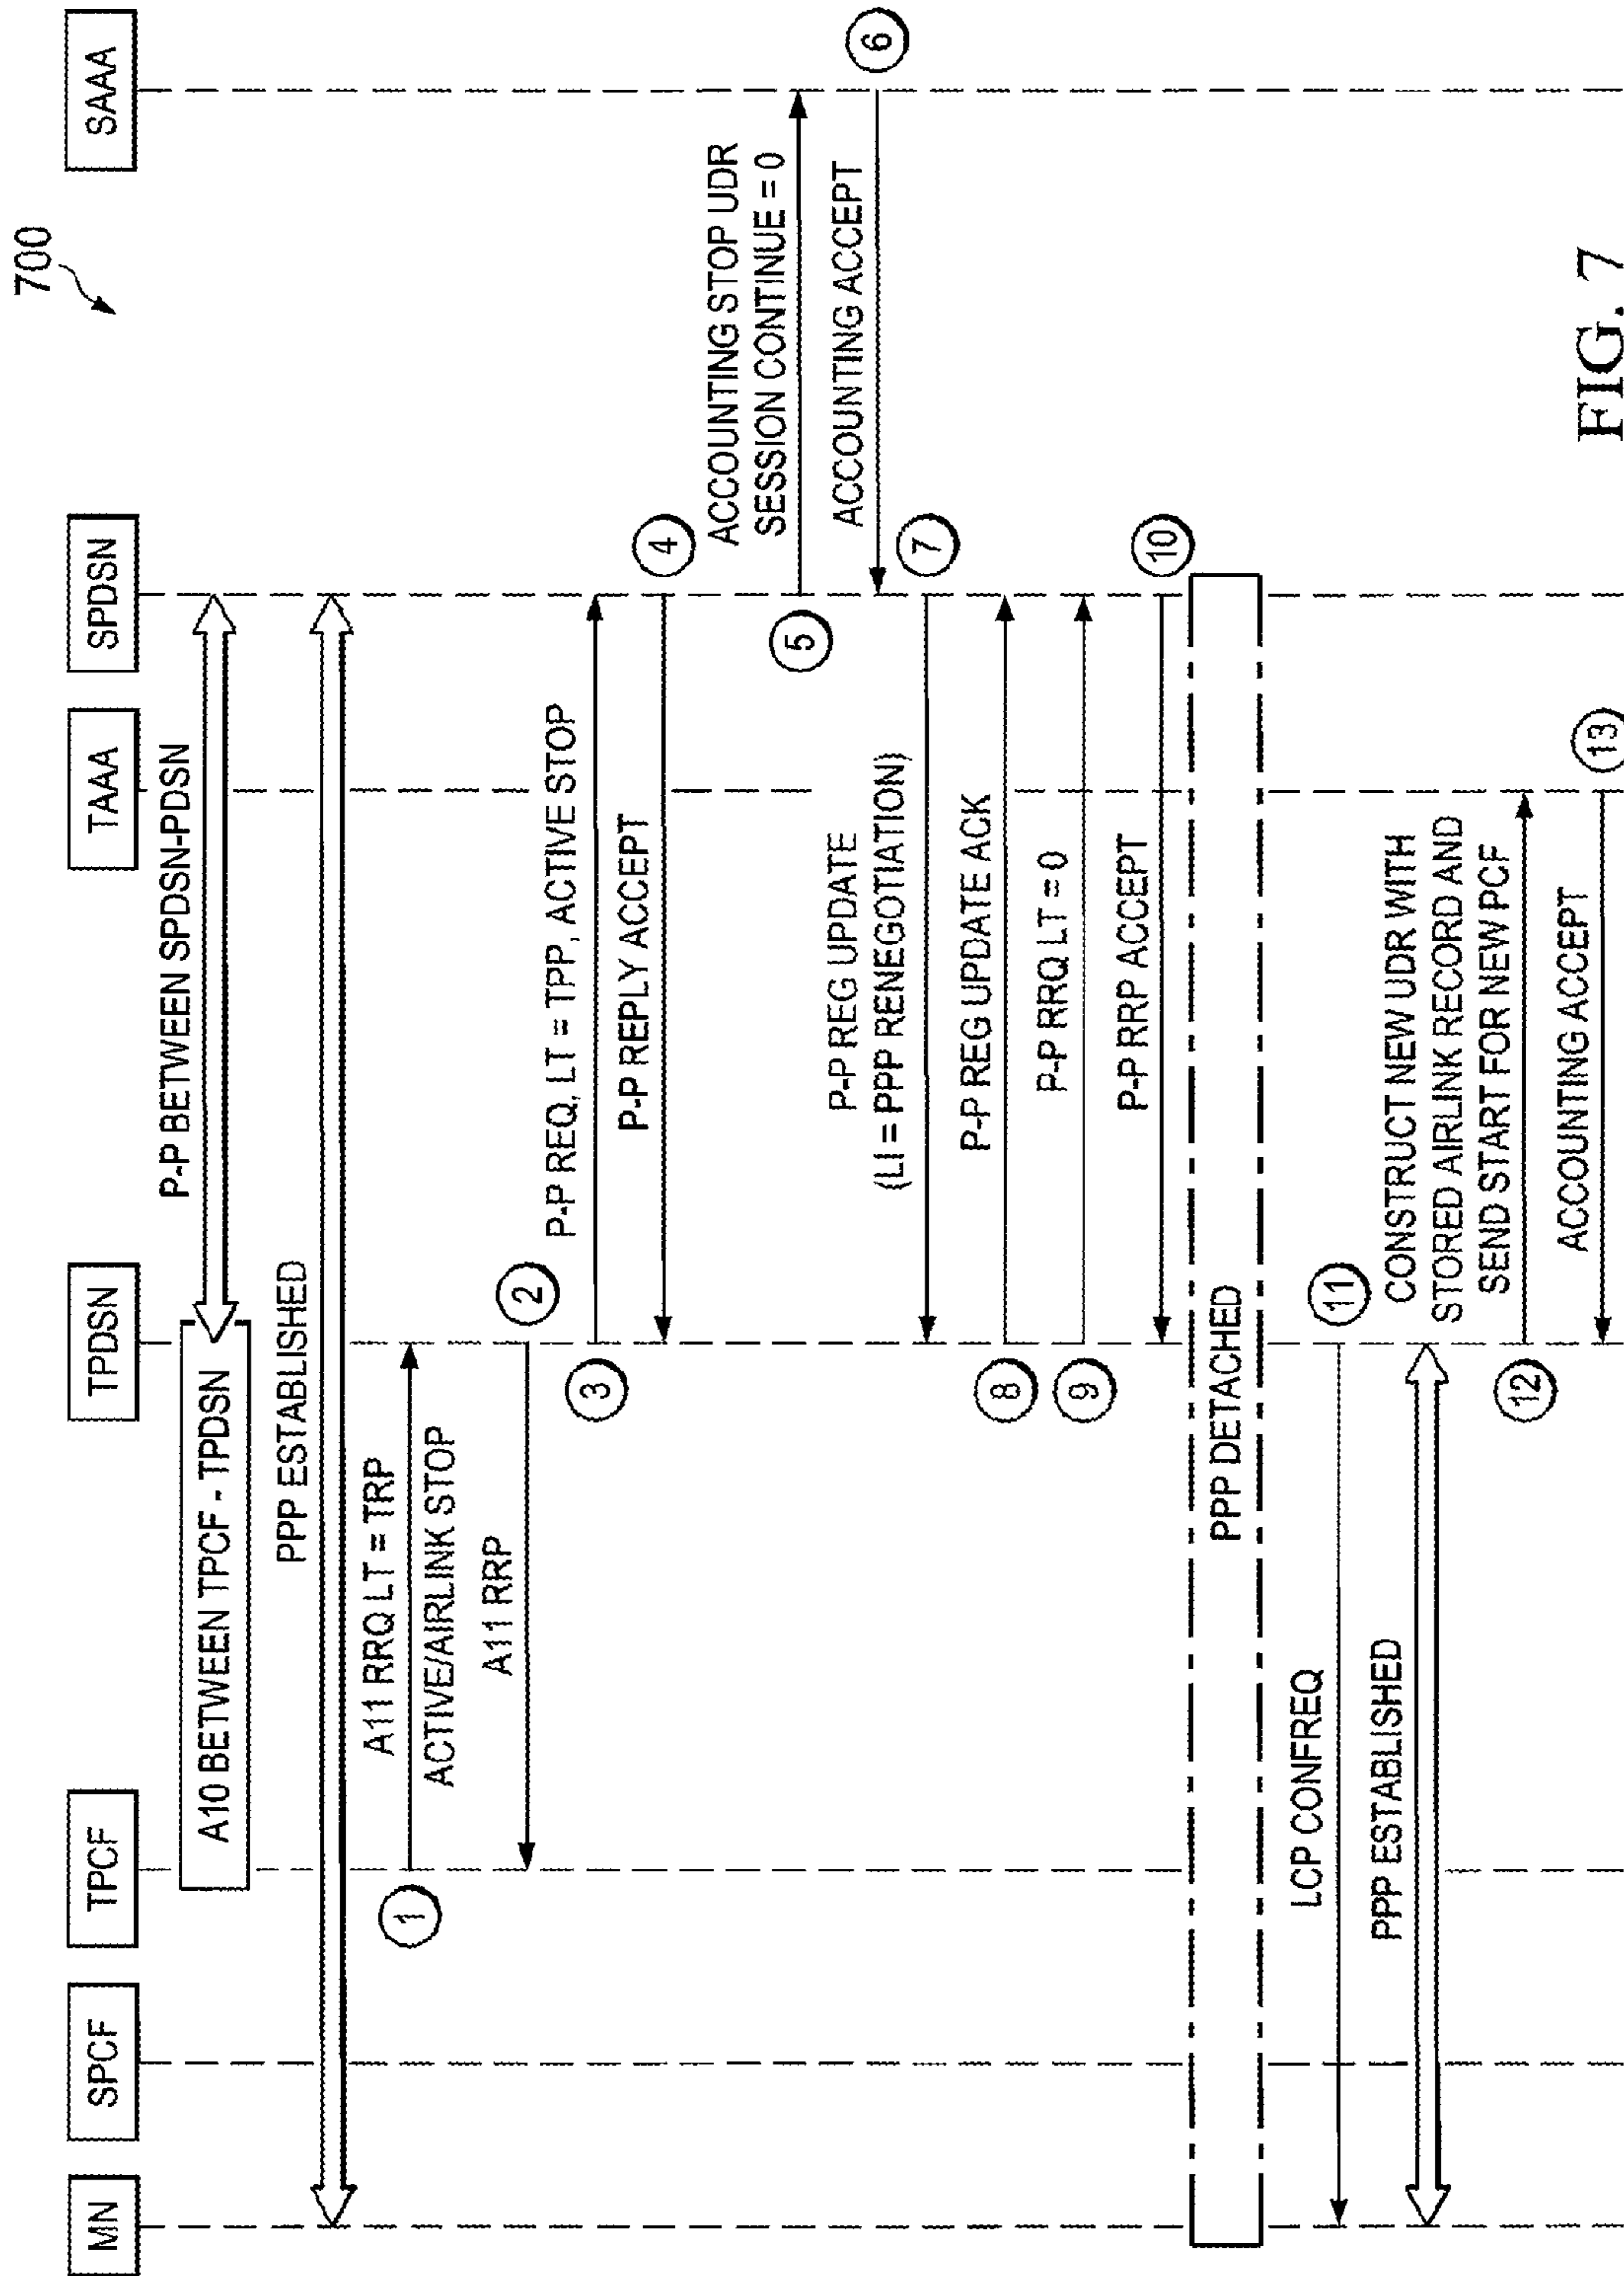 700
MN
SPCF
TPCF
TPDSN
TAAA
SPDSN
SAAA
A10 BETWEEN TPCF - TPDSN
P-P BETWEEN SPDSN-PDSN
PPP ESTABLISHED
A11 RRQ LT = TRP
ACTIVE/AIRLINK STOP
1
A11 RRP
2
P-P REQ, LT = TPP, ACTIVE STOP
3
P-P REPLY ACCEPT
4
ACCOUNTING STOP UDR
SESSION CONTINUE = 0
5
ACCOUNTING ACCEPT
6
P-P REG UPDATE
(LI = PPP RENEGOTIATION)
7
P-P REG UPDATE ACK
8
P-P RRQ LT = 0
9
P-P RRP ACCEPT
10
PPP DETACHED
LCP CONFREQ
11
PPP ESTABLISHED
CONSTRUCT NEW UDR WITH
STORED AIRLINK RECORD AND
SEND START FOR NEW PCF
12
ACCOUNTING ACCEPT
13
FIG. 7